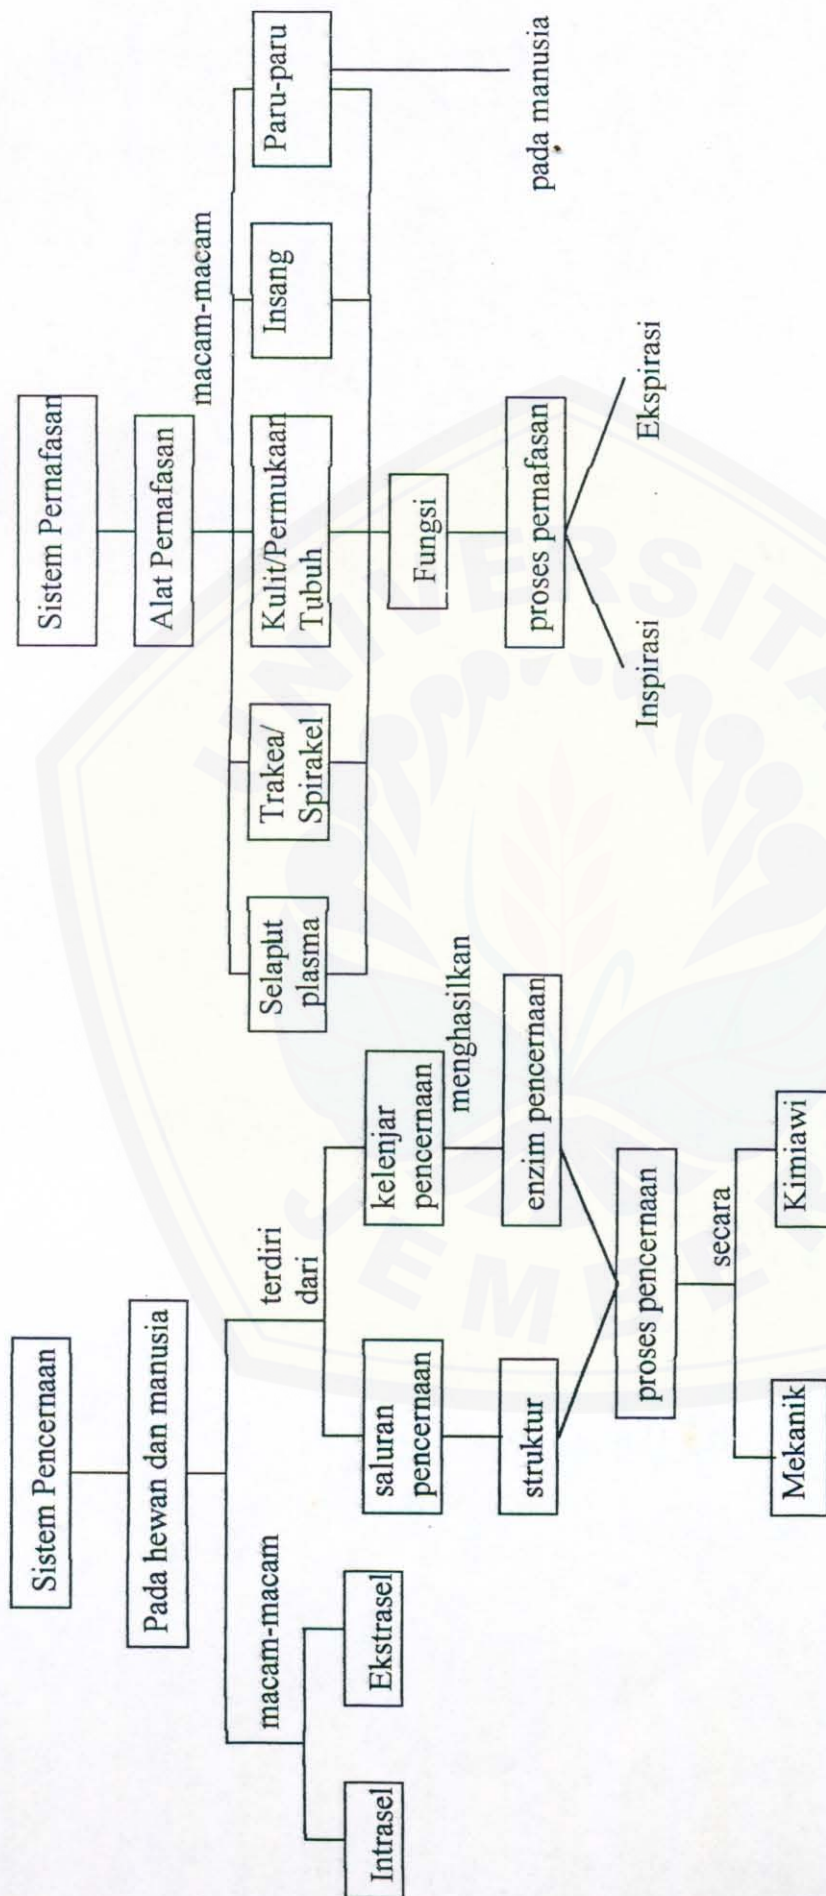 Sistem Pencernaan
Pada hewan dan manusia
macam-macam
Intrasel
Ekstrasel
terdiri
dari
saluran
pencernaan
kelenjar
pencernaan
menghasilkan
struktur
enzim pencernaan
proses pencernaan
secara
Mekanik
Kimiawi
Sistem Pernafasan
Alat Pernafasan
macam-macam
Selaput
plasma
Trakea/
Spirakel
Kulit/Permukaan
Tubuh
Insang
Paru-paru
Fungsi
pada manusia
proses pernafasan
Inspirasi
Ekspirasi
UNIVERSITA
JEMBER